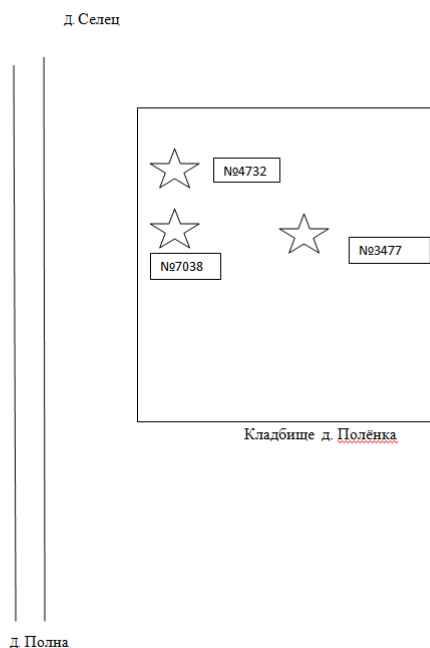 Д. Селец
№4732
№3477
№7038
Кладбище д. Полёнка
Д. Полна